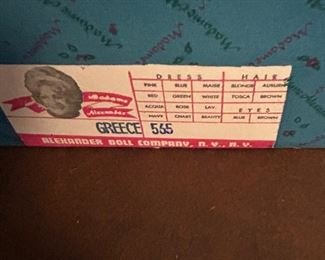 Madame
Alexander
DRESS HAIR
PINK BLUE MAISE BLONDE AUBURN
RED GREEN WHITE TOSCA BROWN
ACQUA ROSE LAV. EYES
NAVY CHART BEAUTY BLUE BROWN
GREECE 565
ALEXANDER DOLL COMPANY, N.Y., N.Y.